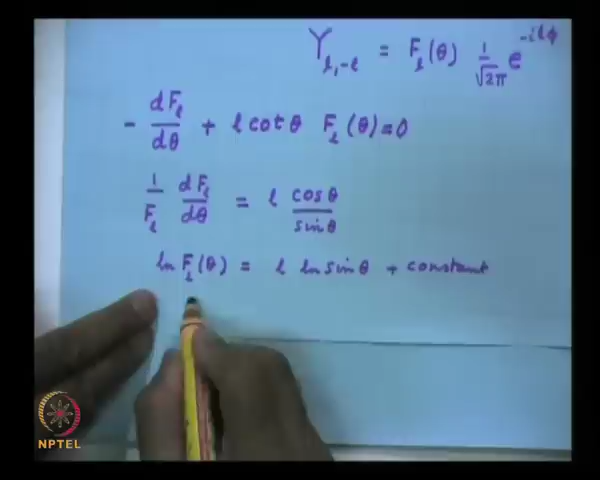 Y_{l,-l} = F_l(θ) 1/√2π e^{-ilϕ}
- dF_l/dθ + l cot θ F_l(θ) = 0
1/F_l dF_l/dθ = l cosθ/sinθ
ln F_l(θ) = l ln sinθ + constant
NPTEL